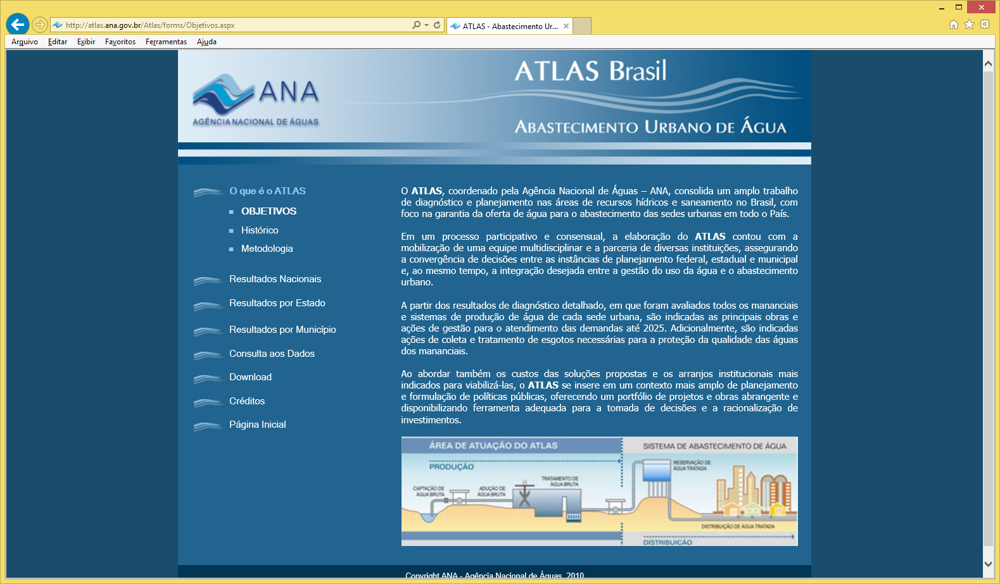 http://atlas.ana.gov.br/Atlas/forms/Objetivos.aspx
ATLAS - Abastecimento Ur...
Arquivo Editar Exibir Favoritos Ferramentas Ajuda
ANA
AGÊNCIA NACIONAL DE ÁGUAS
ATLAS Brasil
ABASTECIMENTO URBANO DE ÁGUA
O que é o ATLAS
OBJETIVOS
Histórico
Metodologia
Resultados Nacionais
Resultados por Estado
Resultados por Município
Consulta aos Dados
Download
Créditos
Página Inicial
O ATLAS, coordenado pela Agência Nacional de Águas – ANA, consolida um amplo trabalho
de diagnóstico e planejamento nas áreas de recursos hídricos e saneamento no Brasil, com
foco na garantia da oferta de água para o abastecimento das sedes urbanas em todo o País.
Em um processo participativo e consensual, a elaboração do ATLAS contou com a
mobilização de uma equipe multidisciplinar e a parceria de diversas instituições, assegurando
a convergência de decisões entre as instâncias de planejamento federal, estadual e municipal
e, ao mesmo tempo, a integração desejada entre a gestão do uso da água e o abastecimento
urbano.
A partir dos resultados de diagnóstico detalhado, em que foram avaliados todos os mananciais
e sistemas de produção de água de cada sede urbana, são indicadas as principais obras e
ações de gestão para o atendimento das demandas até 2025. Adicionalmente, são indicadas
ações de coleta e tratamento de esgotos necessárias para a proteção da qualidade das águas
dos mananciais.
Ao abordar também os custos das soluções propostas e os arranjos institucionais mais
indicados para viabilizá-las, o ATLAS se insere em um contexto mais amplo de planejamento
e formulação de políticas públicas, oferecendo um portfólio de projetos e obras abrangente e
disponibilizando ferramenta adequada para a tomada de decisões e a racionalização de
investimentos.
ÁREA DE ATUAÇÃO DO ATLAS
SISTEMA DE ABASTECIMENTO DE ÁGUA
PRODUÇÃO
RESERVAÇÃO DE
ÁGUA TRATADA
CAPTAÇÃO DE
ÁGUA BRUTA
ADUÇÃO DE
ÁGUA BRUTA
TRATAMENTO DE
ÁGUA BRUTA
DISTRIBUIÇÃO DE ÁGUA TRATADA
DISTRIBUIÇÃO
Copyright ANA - Agência Nacional de Águas, 2010